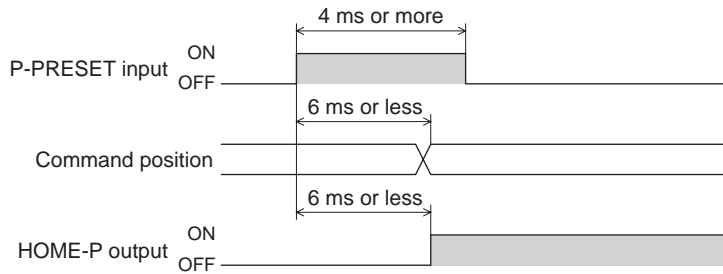 4 ms or more
ON
P-PRESET input
OFF
6 ms or less
Command position
6 ms or less
ON
HOME-P output
OFF